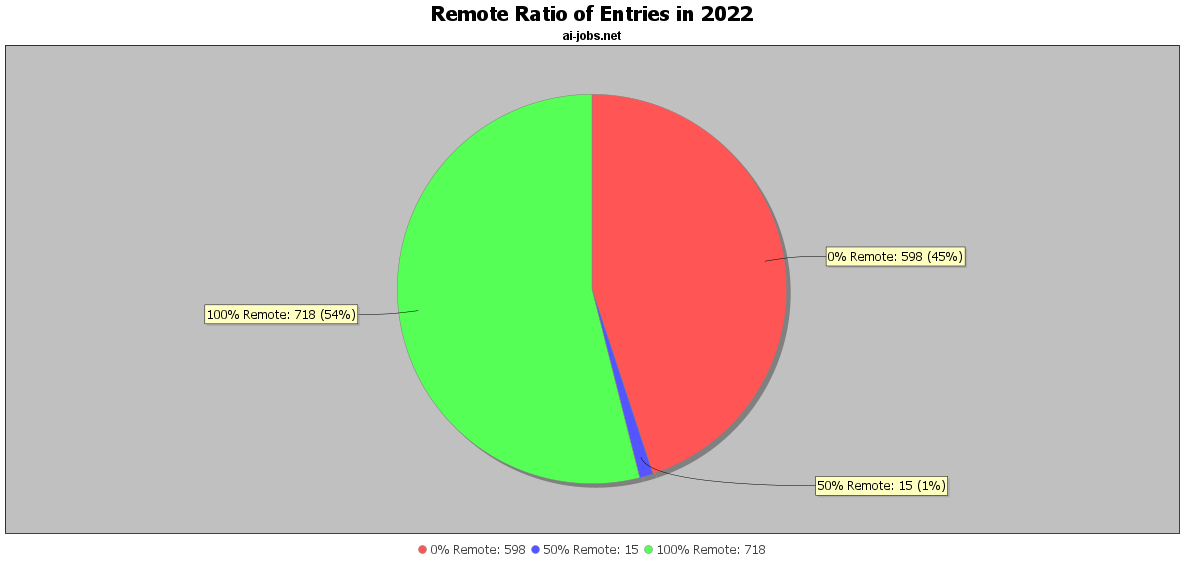 Remote Ratio of Entries in 2022
ai-jobs.net
0% Remote: 598 (45%)
100% Remote: 718 (54%)
50% Remote: 15 (1%)
0% Remote: 598 50% Remote: 15 100% Remote: 718